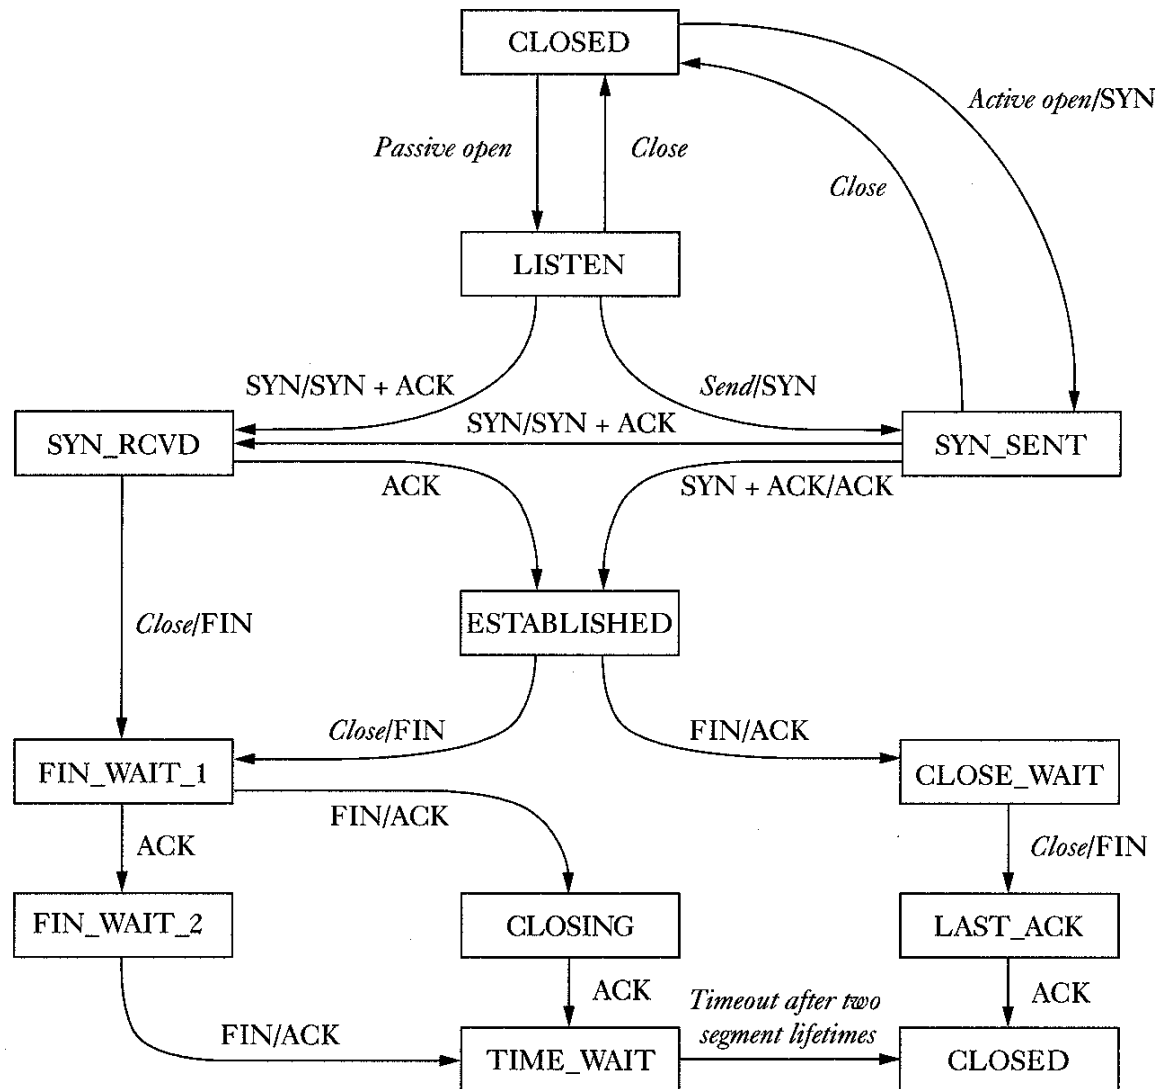 CLOSED
Active open/SYN
Passive open
Close
Close
LISTEN
SYN/SYN + ACK
Send/SYN
SYN/SYN + ACK
SYN_RCVD
SYN_SENT
ACK
SYN + ACK/ACK
Close/FIN
ESTABLISHED
Close/FIN
FIN/ACK
FIN_WAIT_1
CLOSE_WAIT
FIN/ACK
ACK
Close/FIN
FIN_WAIT_2
CLOSING
LAST_ACK
ACK
Timeout after two
segment lifetimes
ACK
FIN/ACK
TIME_WAIT
CLOSED